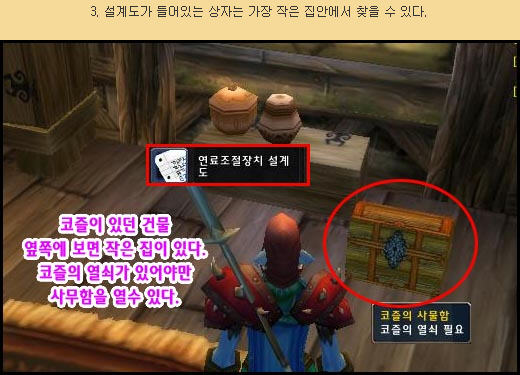 3. 설계도가 들어있는 상자는 가장 작은 집안에서 찾을 수 있다.
연료조절장치 설계
도
코즐이 있던 건물
옆쪽에 보면 작은 집이 있다.
코즐의 열쇠가 있어야만
사무함을 열수 있다.
코즐의 사물함
코즐의 열쇠 필요